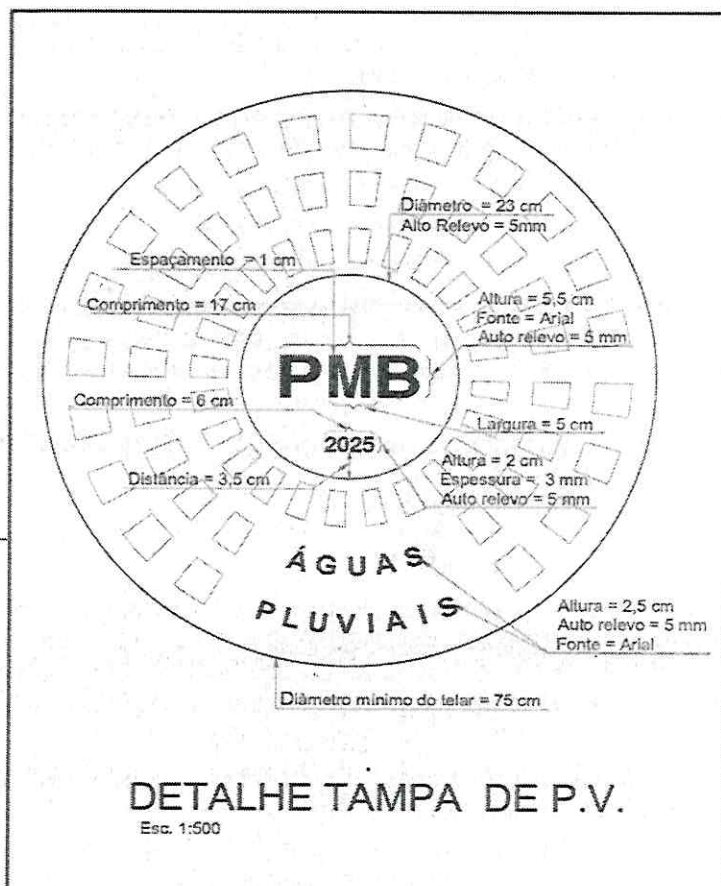 Diâmetro = 23 cm
Alto Relevo = 5mm
Espaçamento = 1 cm
Comprimento = 17 cm
Altura = 5,5 cm
Fonte = Arial
Auto relevo = 5 mm
PMB
Comprimento = 6 cm
Largura = 5 cm
2025
Distância = 3,5 cm
Altura = 2 cm
Espessura = 3 mm
Auto relevo = 5 mm
ÁGUAS
PLUVIAIS
Altura = 2,5 cm
Auto relevo = 5 mm
Fonte = Arial
Diâmetro mínimo do telar = 75 cm
DETALHE TAMPA DE P.V.
Esc. 1:500